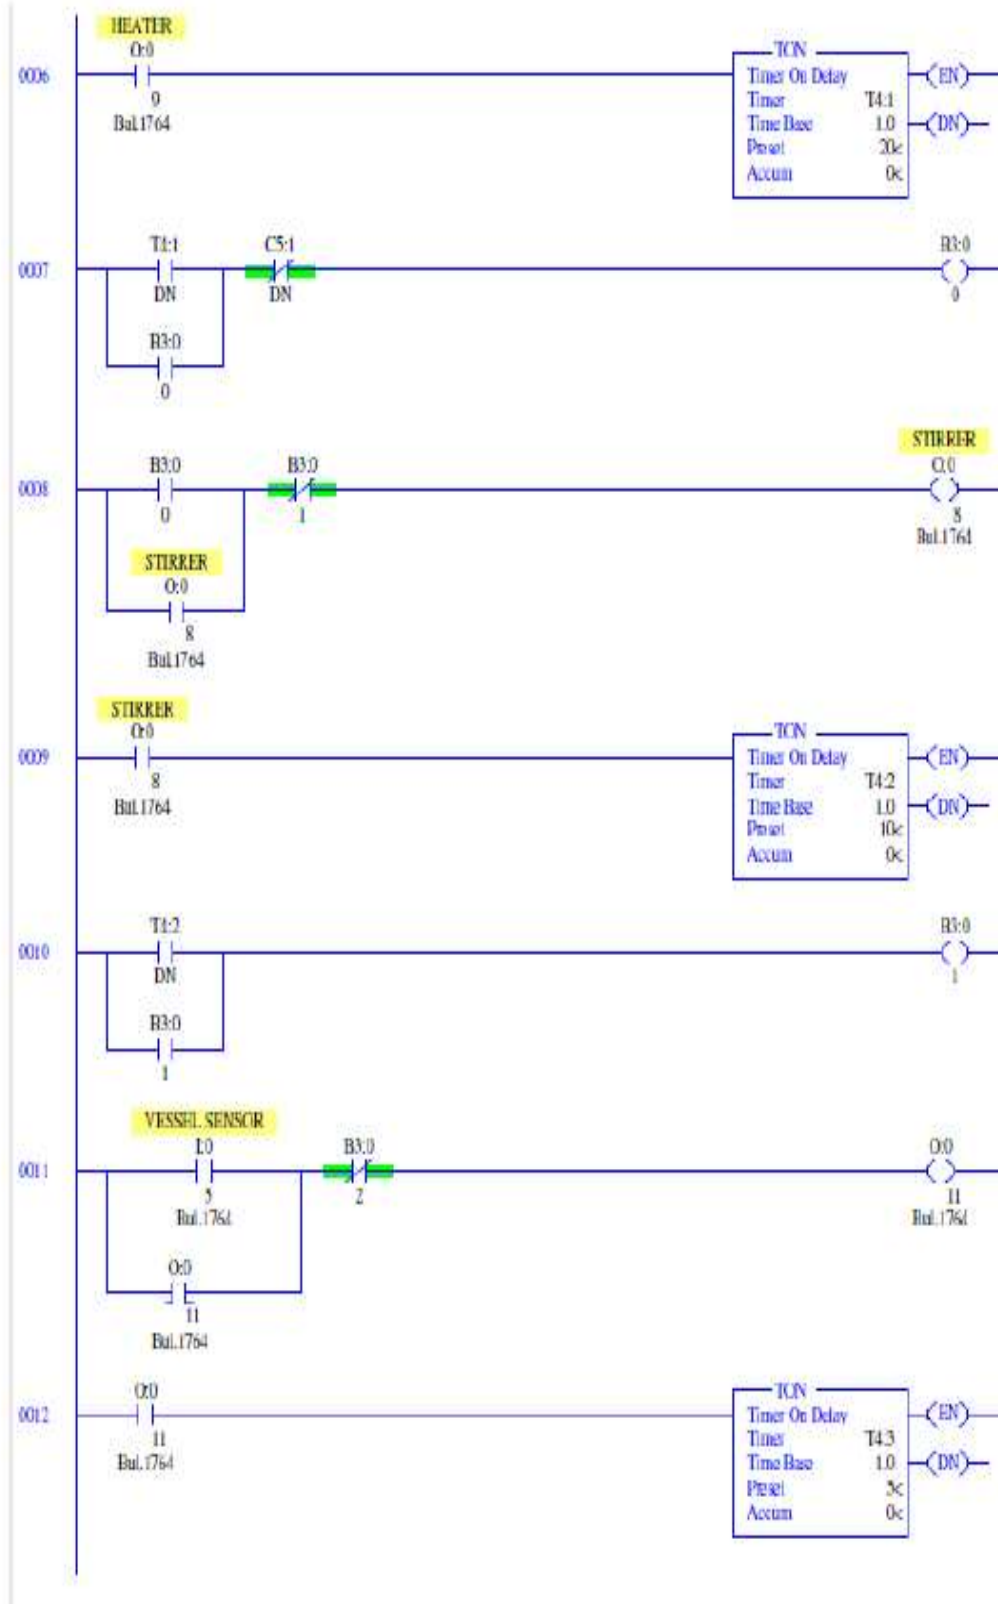 HEATER
O:0
0006
0
Bul.1764
TON
Timer On Delay
Timer T4:1
Time Base 1.0
Preset 20<
Accum 0<
(EN)
(DN)
0007
T4:1
DN
C5:1
DN
B3:0
0
B3:0
0
0008
B3:0
0
B3:0
1
STIRRER
O:0
8
Bul.1764
STIRRER
O:0
8
Bul.1764
STIRRER
O:0
0009
8
Bul.1764
TON
Timer On Delay
Timer T4:2
Time Base 1.0
Preset 10<
Accum 0<
(EN)
(DN)
0010
T4:2
DN
B3:0
1
B3:0
1
VESSEL SENSOR
0011
I:0
5
Bul.1764
B3:0
2
O:0
11
Bul.1764
O:0
11
Bul.1764
0012
O:0
11
Bul.1764
TON
Timer On Delay
Timer T4:3
Time Base 1.0
Preset 5<
Accum 0<
(EN)
(DN)